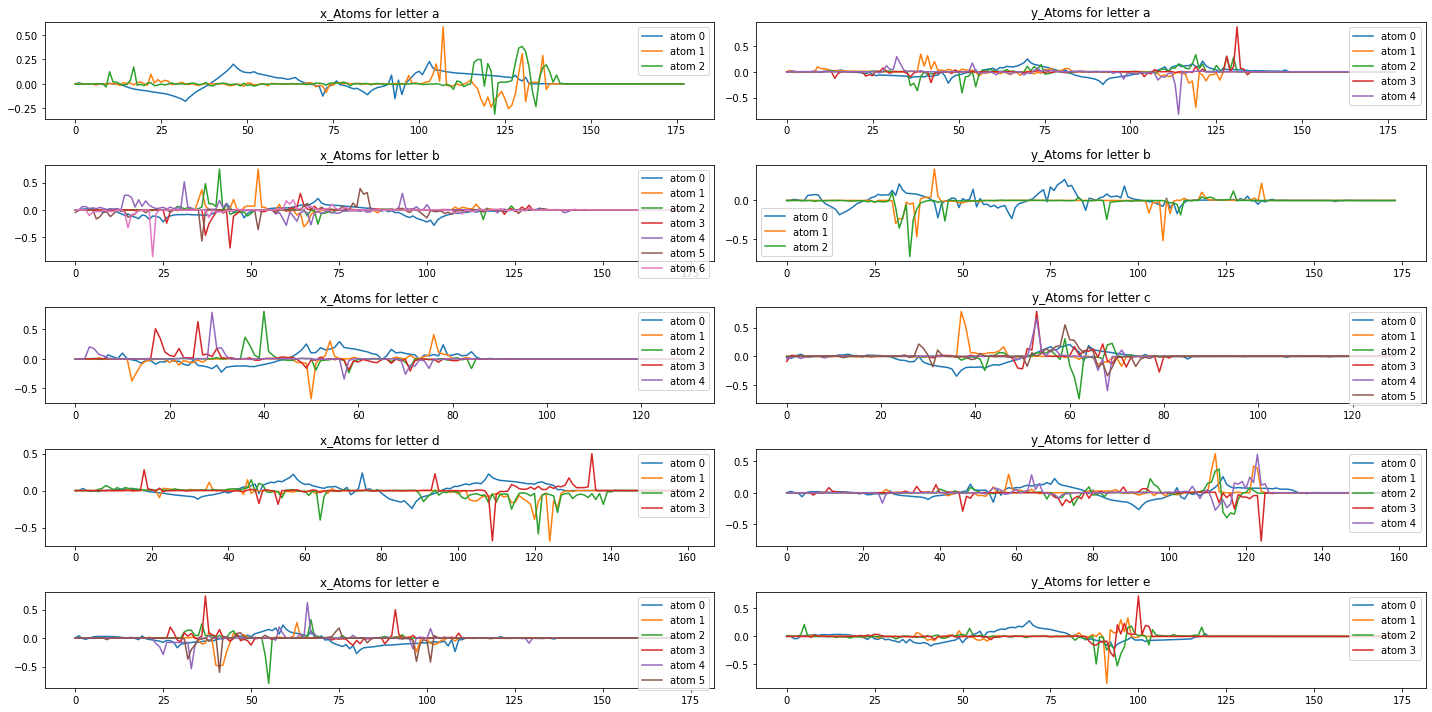 x_Atoms for letter a
0.50
0.25
0.00
−0.25
0 25 50 75 100 125 150 175
atom 0
atom 1
atom 2
y_Atoms for letter a
0.5
0.0
−0.5
0 25 50 75 100 125 150 175
atom 0
atom 1
atom 2
atom 3
atom 4
x_Atoms for letter b
0.5
0.0
−0.5
0 25 50 75 100 125 150 175
atom 0
atom 1
atom 2
atom 3
atom 4
atom 5
atom 6
y_Atoms for letter b
0.0
−0.5
0 25 50 75 100 125 150 175
atom 0
atom 1
atom 2
x_Atoms for letter c
0.5
0.0
−0.5
0 20 40 60 80 100 120
atom 0
atom 1
atom 2
atom 3
atom 4
y_Atoms for letter c
0.5
0.0
−0.5
0 20 40 60 80 100 120
atom 0
atom 1
atom 2
atom 3
atom 4
atom 5
x_Atoms for letter d
0.5
0.0
−0.5
0 20 40 60 80 100 120 140 160
atom 0
atom 1
atom 2
atom 3
y_Atoms for letter d
0.5
0.0
−0.5
0 20 40 60 80 100 120 140 160
atom 0
atom 1
atom 2
atom 3
atom 4
x_Atoms for letter e
0.5
0.0
−0.5
0 25 50 75 100 125 150 175
atom 0
atom 1
atom 2
atom 3
atom 4
atom 5
y_Atoms for letter e
0.5
0.0
−0.5
0 25 50 75 100 125 150 175
atom 0
atom 1
atom 2
atom 3